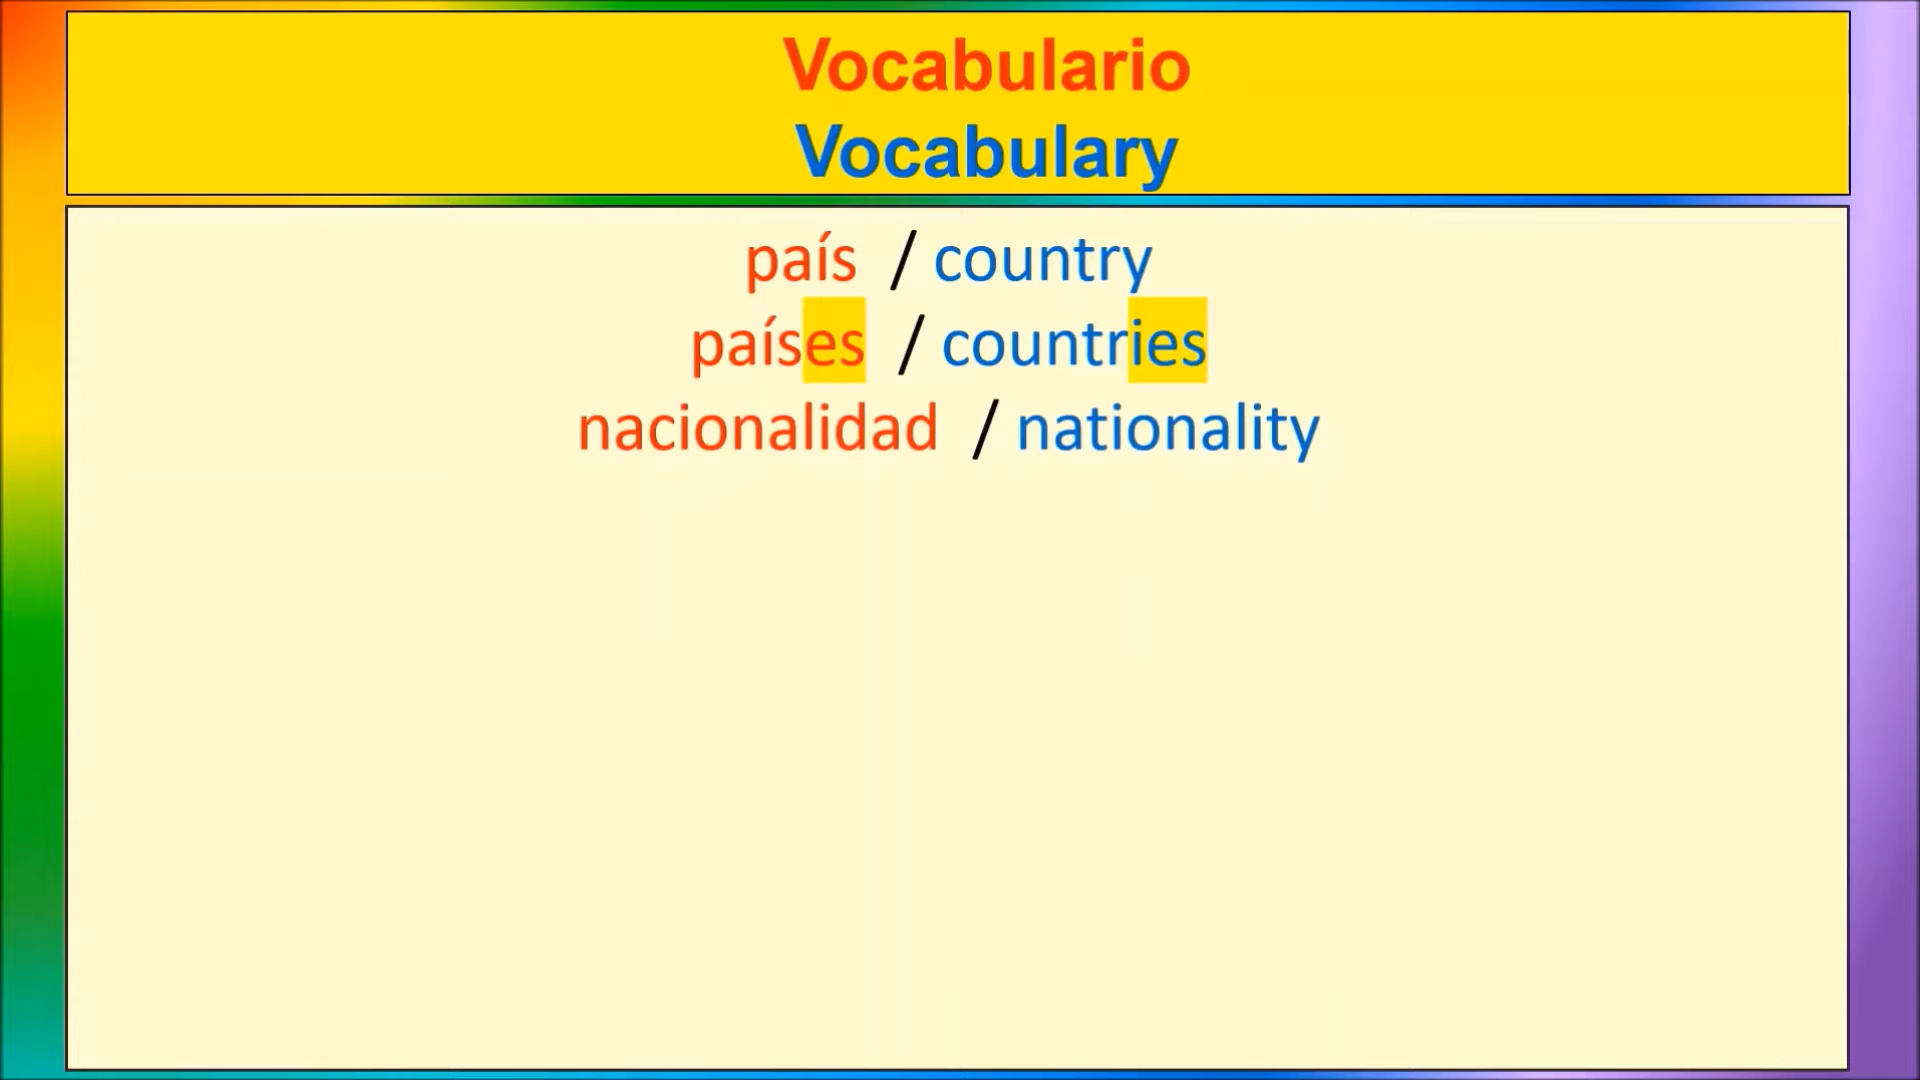 Vocabulario
Vocabulary
país / country
países / countries
nacionalidad / nationality